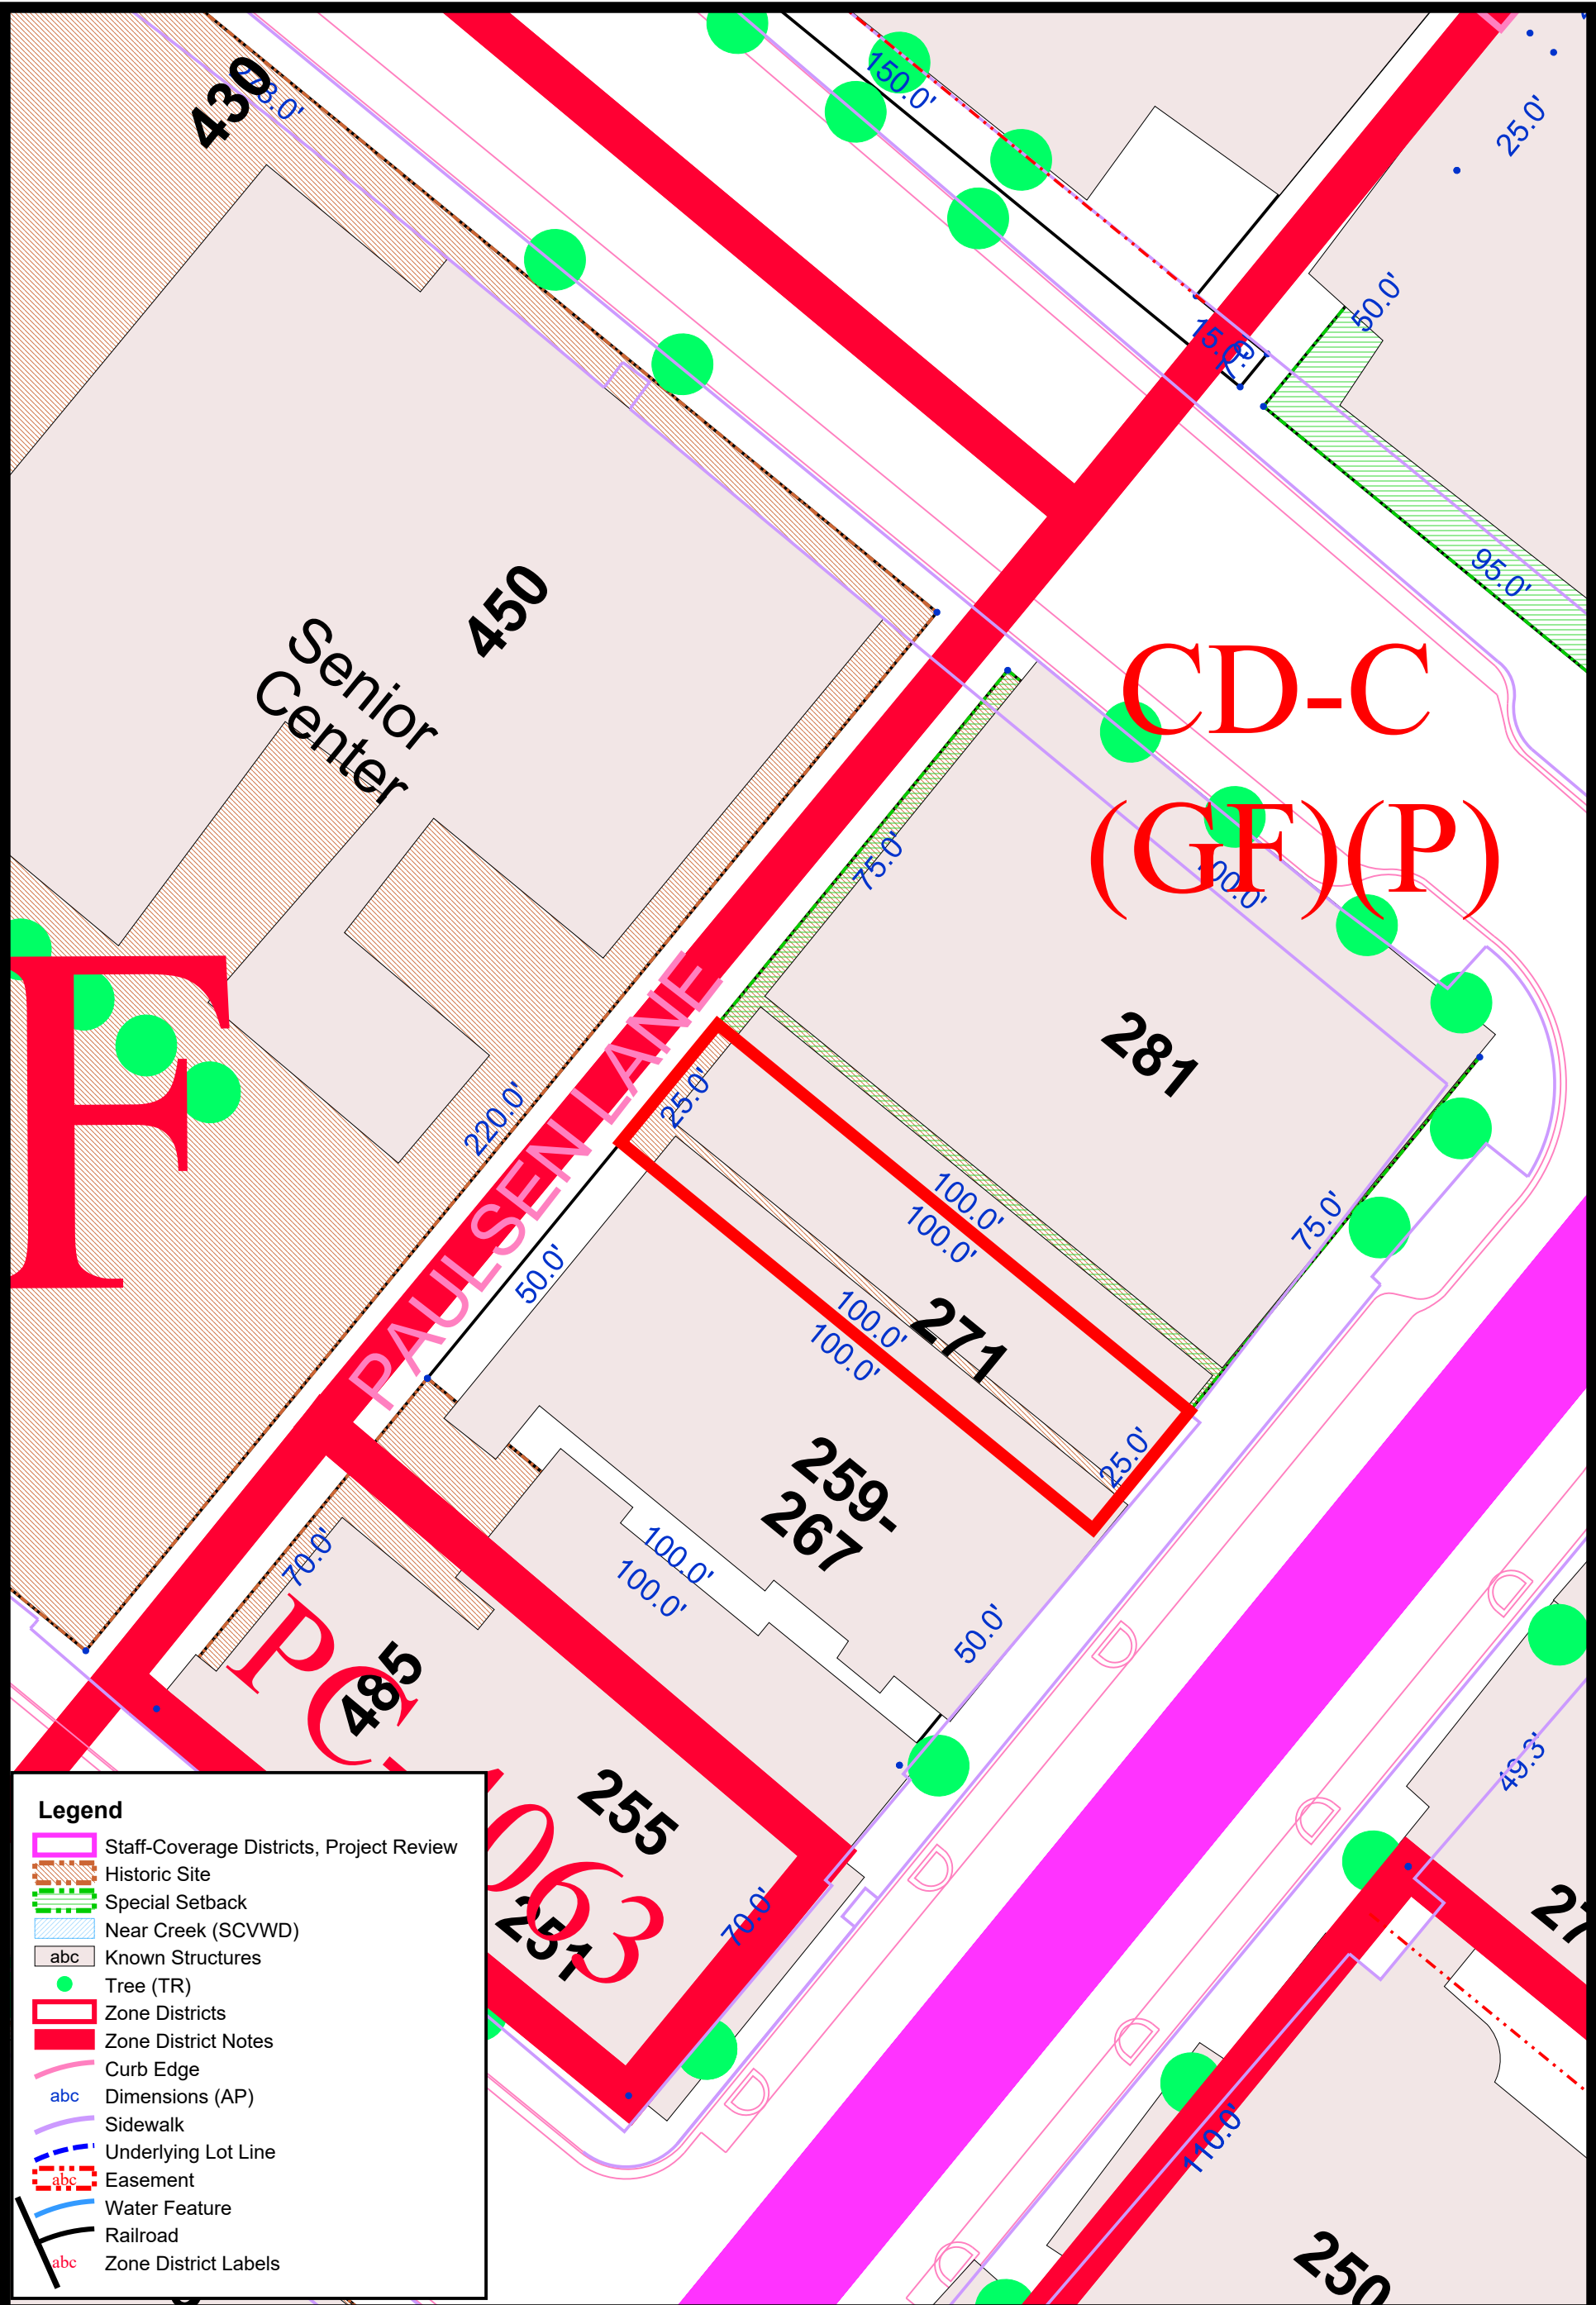 430
150.0'
25.0'
50.0'
15.0'
95.0'
450
Senior
Center
CD-C
(GF)(P)
75.0'
100.0'
281
PAULSEN LANE
25.0'
220.0'
100.0'
100.0'
75.0'
50.0'
100.0'
100.0'
271
25.0'
259-
267
100.0'
100.0'
70.0'
50.0'
F
485
255
251
70.0'
49.3'
110.0'
250
Legend
Staff-Coverage Districts, Project Review
Historic Site
Special Setback
Near Creek (SCVWD)
abc Known Structures
Tree (TR)
Zone Districts
Zone District Notes
Curb Edge
abc Dimensions (AP)
Sidewalk
Underlying Lot Line
abc Easement
Water Feature
Railroad
abc Zone District Labels